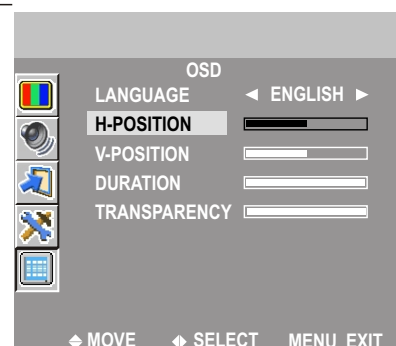 OSD
LANGUAGE ◄ ENGLISH ►
H-POSITION
V-POSITION
DURATION
TRANSPARENCY
MOVE SELECT MENU EXIT